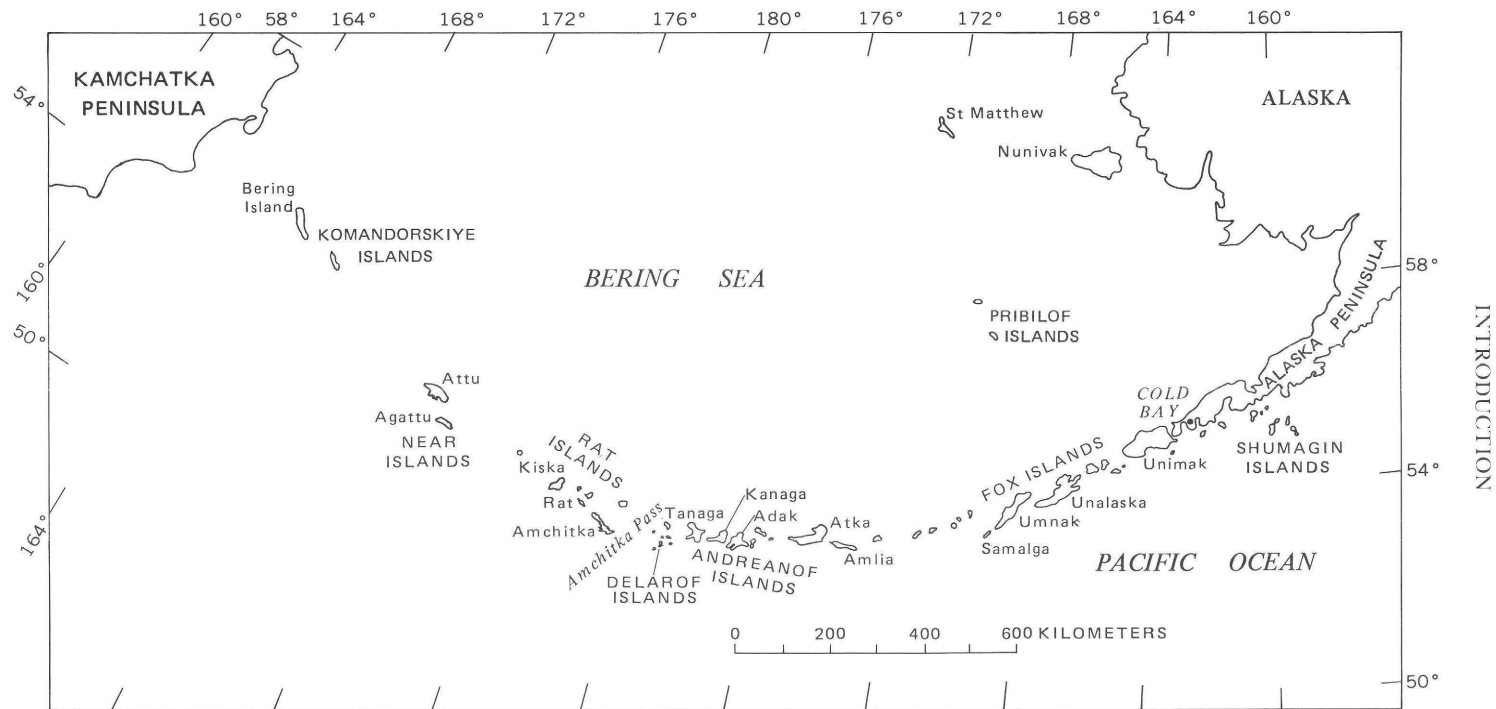 160° 58° 164° 168° 172° 176° 180° 176° 172° 168° 164° 160°
KAMCHATKA
PENINSULA
54°
ALASKA
St Matthew
Nunivak
Bering
Island
KOMANDORSKIYE
ISLANDS
160°
BERING SEA
58°
PRIBILOF
ISLANDS
ALASKA PENINSULA
INTRODUCTION
50°
Attu
Agattu
NEAR
ISLANDS
COLD
BAY
RAT
ISLANDS
Kiska
Rat
Amchitka
Amchitka Pass
Tanaga
Kanaga
Adak
Atka
Amlia
FOX ISLANDS
Unimak
Unalaska
Umnak
Samalga
SHUMAGIN
ISLANDS
54°
164°
DELAROF
ISLANDS
ANDREANOF
ISLANDS
PACIFIC OCEAN
0 200 400 600 KILOMETERS
50°